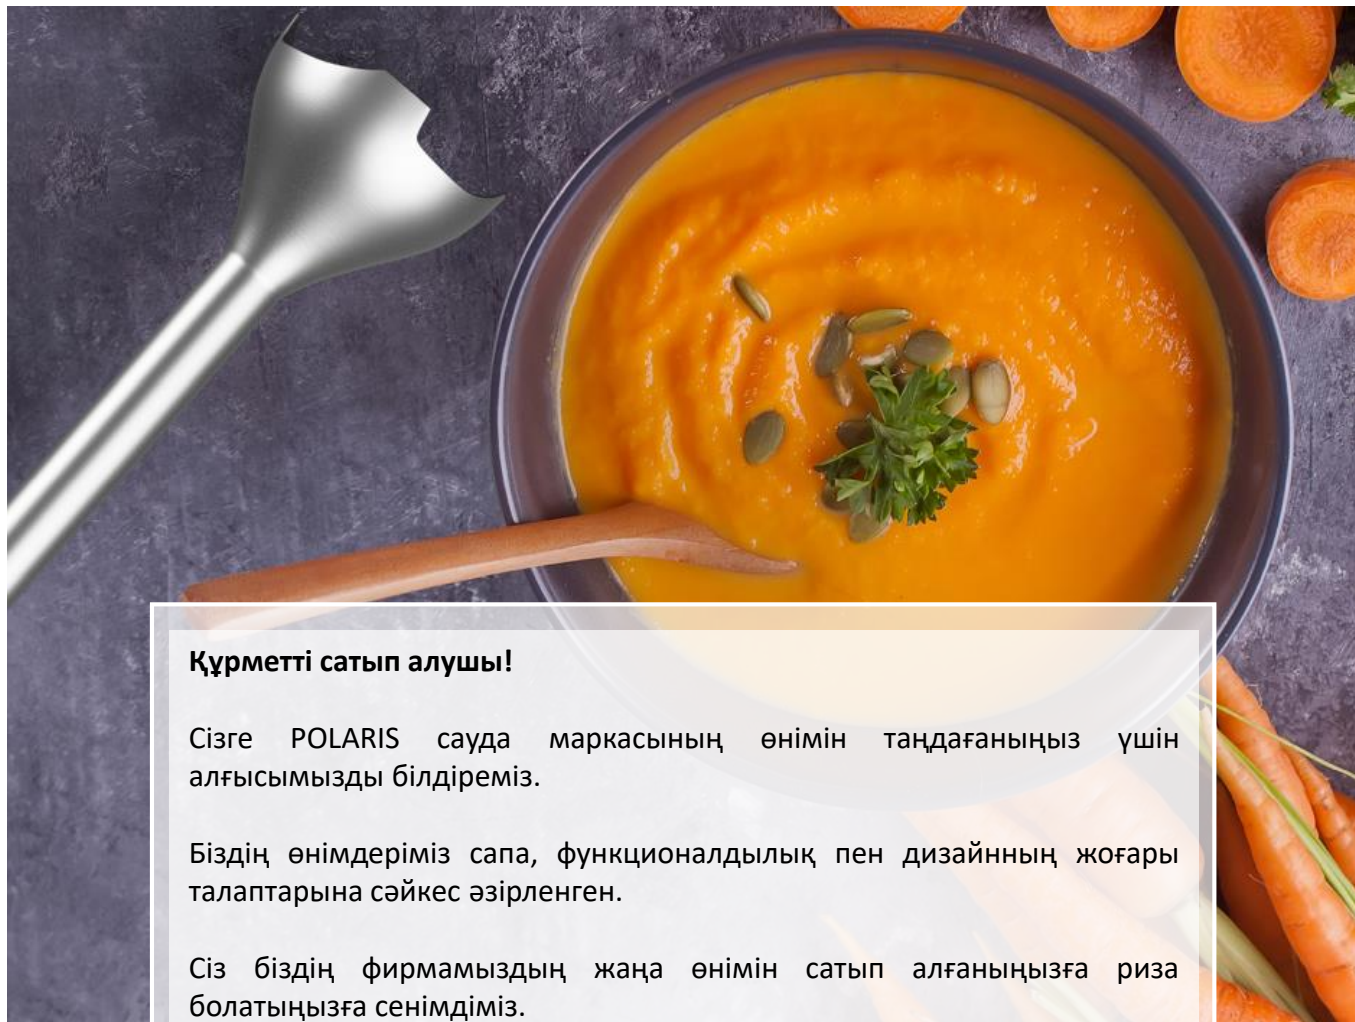 Құрметті сатып алушы!
Сізге POLARIS сауда маркасының өнімін таңдағаныңыз үшін
алғысымызды білдіреміз.
Біздің өнімдеріміз сапа, функционалдылық пен дизайнның жоғары
талаптарына сәйкес әзірленген.
Сіз біздің фирмамыздың жаңа өнімін сатып алғаныңызға риза
болатыңызға сенімдіміз.